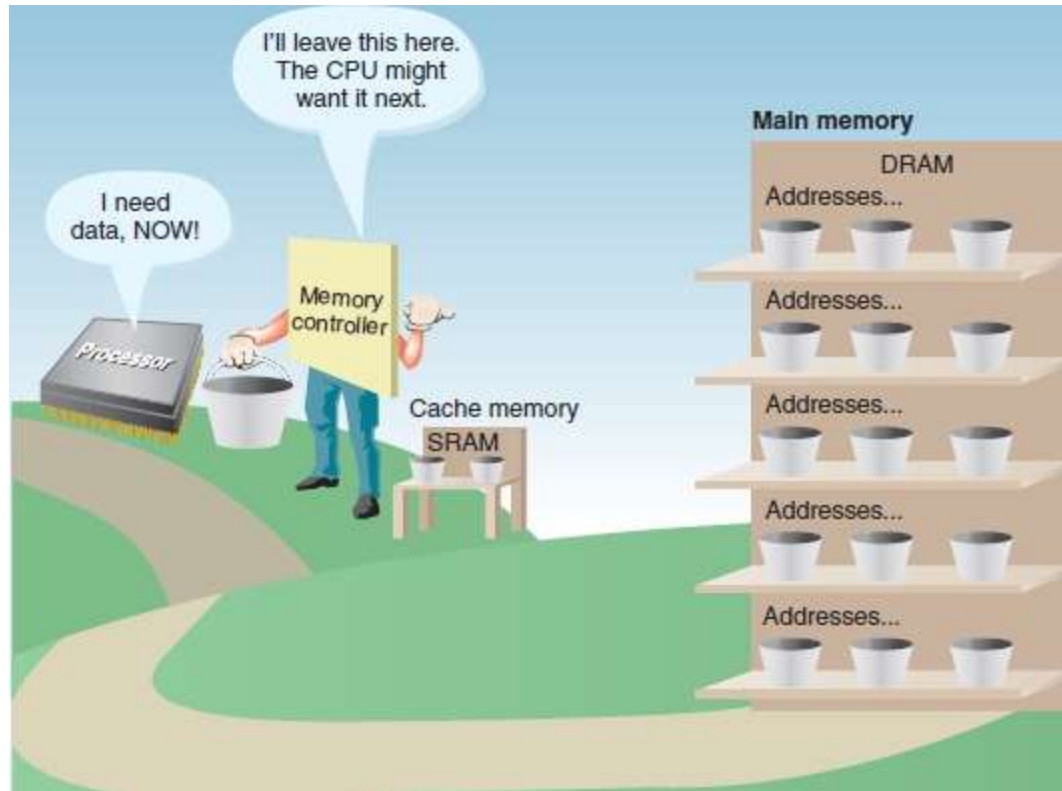 I'll leave this here.
The CPU might
want it next.
I need
data, NOW!
Processor
Memory
controller
Cache memory
SRAM
Main memory
DRAM
Addresses...
Addresses...
Addresses...
Addresses...
Addresses...